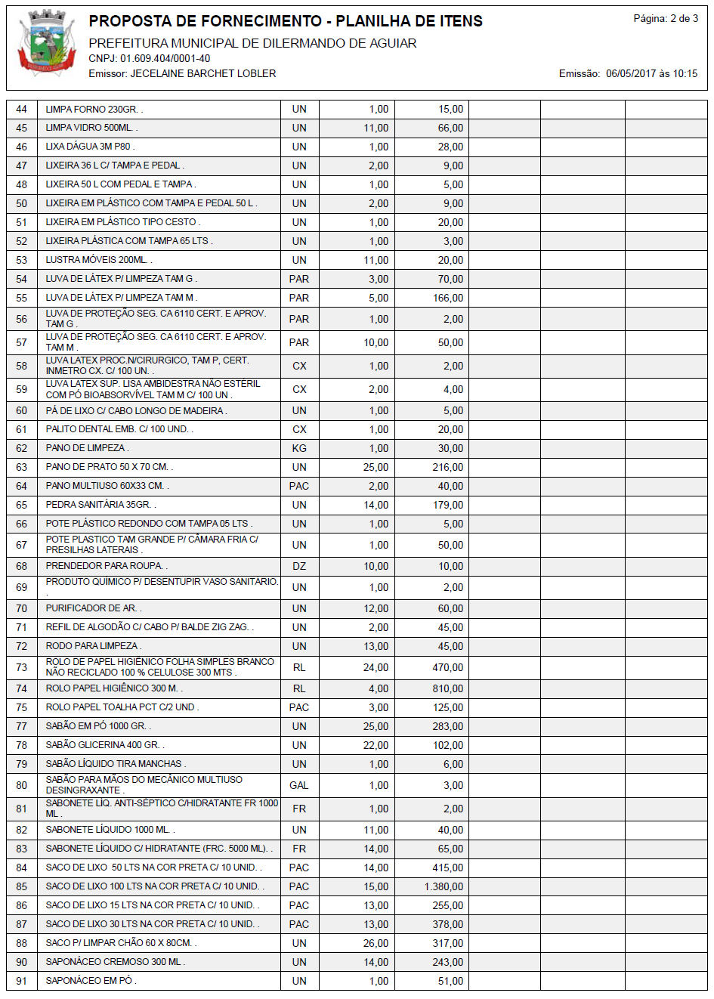 PROPOSTA DE FORNECIMENTO - PLANILHA DE ITENS
Página: 2 de 3
PREFEITURA MUNICIPAL DE DILERMANDO DE AGUIAR
CNPJ: 01.609.404/0001-40
Emissor: JECELAINE BARCHET LOBLER
Emissão: 06/05/2017 às 10:15
44 LIMPA FORNO 230GR. . UN 1,00 15,00
45 LIMPA VIDRO 500ML. . UN 11,00 66,00
46 LIXA DÁGUA 3M P80 . UN 1,00 28,00
47 LIXEIRA 36 L C/ TAMPA E PEDAL . UN 2,00 9,00
48 LIXEIRA 50 L COM PEDAL E TAMPA . UN 1,00 5,00
50 LIXEIRA EM PLÁSTICO COM TAMPA E PEDAL 50 L . UN 2,00 9,00
51 LIXEIRA EM PLÁSTICO TIPO CESTO . UN 1,00 20,00
52 LIXEIRA PLÁSTICA COM TAMPA 65 LTS . UN 1,00 3,00
53 LUSTRA MÓVEIS 200ML. . UN 11,00 20,00
54 LUVA DE LÁTEX P/ LIMPEZA TAM G . PAR 3,00 70,00
55 LUVA DE LÁTEX P/ LIMPEZA TAM M . PAR 5,00 166,00
56 LUVA DE PROTEÇÃO SEG. CA 6110 CERT. E APROV. PAR 1,00 2,00
TAM G .
57 LUVA DE PROTEÇÃO SEG. CA 6110 CERT. E APROV. PAR 10,00 50,00
TAM M .
58 LUVA LATEX PROC.N/CIRURGICO, TAM P, CERT. CX 1,00 2,00
INMETRO CX. C/ 100 UN. .
59 LUVA LATEX SUP. LISA AMBIDESTRA NÃO ESTÉRIL CX 2,00 4,00
COM PÓ BIOABSORVÍVEL TAM M C/ 100 UN .
60 PÁ DE LIXO C/ CABO LONGO DE MADEIRA . UN 1,00 5,00
61 PALITO DENTAL EMB. C/ 100 UND. . CX 1,00 20,00
62 PANO DE LIMPEZA . KG 1,00 30,00
63 PANO DE PRATO 50 X 70 CM. . UN 25,00 216,00
64 PANO MULTIUSO 60X33 CM. . PAC 2,00 40,00
65 PEDRA SANITÁRIA 35GR. . UN 14,00 179,00
66 POTE PLÁSTICO REDONDO COM TAMPA 05 LTS . UN 1,00 5,00
67 POTE PLASTICO TAM GRANDE P/ CÂMARA FRIA C/ UN 1,00 50,00
PRESILHAS LATERAIS .
68 PRENDEDOR PARA ROUPA. . DZ 10,00 10,00
69 PRODUTO QUÍMICO P/ DESENTUPIR VASO SANITÁRIO. UN 1,00 2,00
.
70 PURIFICADOR DE AR. . UN 12,00 60,00
71 REFIL DE ALGODÃO C/ CABO P/ BALDE ZIG ZAG. . UN 2,00 45,00
72 RODO PARA LIMPEZA . UN 13,00 45,00
73 ROLO DE PAPEL HIGIÊNICO FOLHA SIMPLES BRANCO RL 24,00 470,00
NÃO RECICLADO 100 % CELULOSE 300 MTS .
74 ROLO PAPEL HIGIÊNICO 300 M. . RL 4,00 810,00
75 ROLO PAPEL TOALHA PCT C/2 UND . PAC 3,00 125,00
77 SABÃO EM PÓ 1000 GR. . UN 25,00 283,00
78 SABÃO GLICERINA 400 GR. . UN 22,00 102,00
79 SABÃO LÍQUIDO TIRA MANCHAS . UN 1,00 6,00
80 SABÃO PARA MÃOS DO MECÂNICO MULTIUSO GAL 1,00 3,00
DESINGRAXANTE .
81 SABONETE LÍQ. ANTI-SÉPTICO C/HIDRATANTE FR 1000 FR 1,00 2,00
ML .
82 SABONETE LÍQUIDO 1000 ML. . UN 11,00 40,00
83 SABONETE LÍQUIDO C/ HIDRATANTE (FRC. 5000 ML). . FR 14,00 65,00
84 SACO DE LIXO 50 LTS NA COR PRETA C/ 10 UNID. . PAC 14,00 415,00
85 SACO DE LIXO 100 LTS NA COR PRETA C/ 10 UNID. . PAC 15,00 1.380,00
86 SACO DE LIXO 15 LTS NA COR PRETA C/ 10 UNID. . PAC 13,00 255,00
87 SACO DE LIXO 30 LTS NA COR PRETA C/ 10 UNID. . PAC 13,00 378,00
88 SACO P/ LIMPAR CHÃO 60 X 80CM. . UN 26,00 317,00
90 SAPONÁCEO CREMOSO 300 ML . UN 14,00 243,00
91 SAPONÁCEO EM PÓ . UN 1,00 51,00